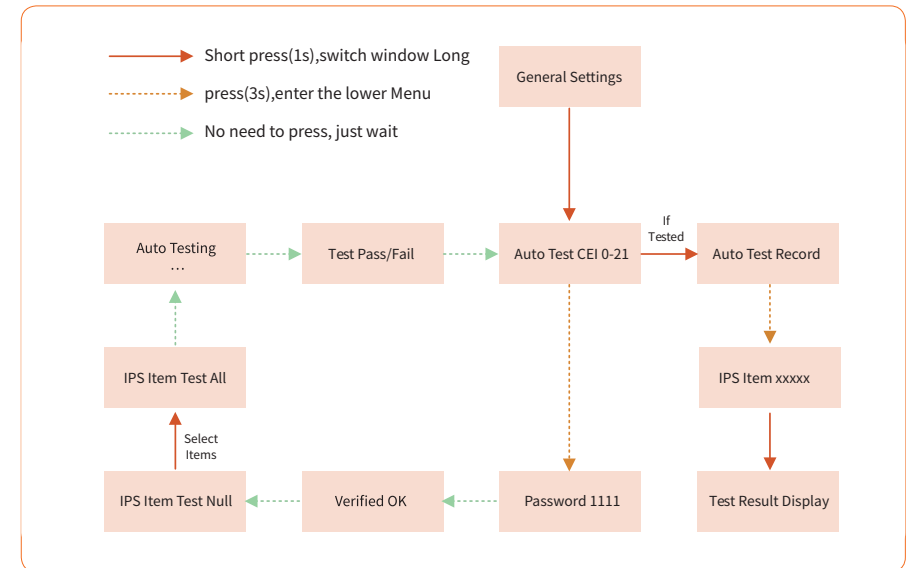 Short press(1s),switch window Long
press(3s),enter the lower Menu
No need to press, just wait
General Settings
Auto Testing
...
Test Pass/Fail
Auto Test CEI 0-21
If
Tested
Auto Test Record
IPS Item Test All
IPS Item xxxxx
Select
Items
IPS Item Test Null
Verified OK
Password 1111
Test Result Display